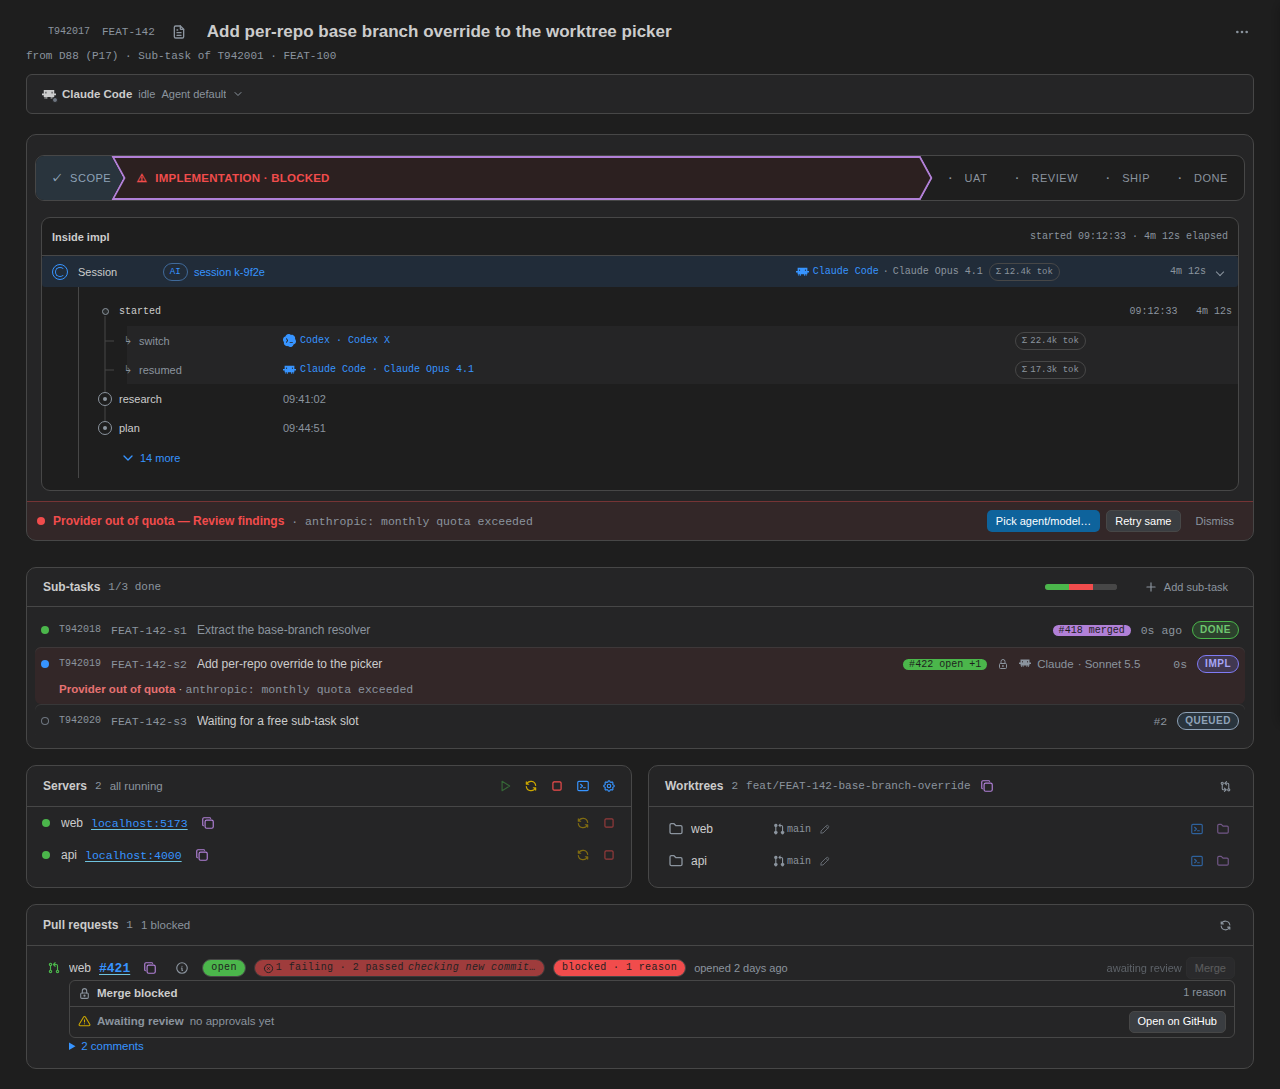 T942017 FEAT-142 Add per-repo base branch override to the worktree picker
from D88 (P17) · Sub-task of T942001 · FEAT-100
Claude Code idle Agent default
SCOPE IMPLEMENTATION · BLOCKED · UAT · REVIEW · SHIP · DONE
Inside impl started 09:12:33 · 4m 12s elapsed
Session AI session k-9f2e Claude Code · Claude Opus 4.1 Σ 12.4k tok 4m 12s
started 09:12:33 4m 12s
↳ switch Codex · Codex X Σ 22.4k tok
↳ resumed Claude Code · Claude Opus 4.1 Σ 17.3k tok
research 09:41:02
plan 09:44:51
14 more
Provider out of quota — Review findings · anthropic: monthly quota exceeded Pick agent/model… Retry same Dismiss
Sub-tasks 1/3 done Add sub-task
T942018 FEAT-142-s1 Extract the base-branch resolver #418 merged 0s ago DONE
T942019 FEAT-142-s2 Add per-repo override to the picker #422 open +1 Claude · Sonnet 5.5 0s IMPL
Provider out of quota · anthropic: monthly quota exceeded
T942020 FEAT-142-s3 Waiting for a free sub-task slot #2 QUEUED
Servers 2 all running
web localhost:5173
api localhost:4000
Worktrees 2 feat/FEAT-142-base-branch-override
web main
api main
Pull requests 1 1 blocked
web #421 open 1 failing · 2 passed checking new commit… blocked · 1 reason opened 2 days ago awaiting review Merge
Merge blocked 1 reason
Awaiting review no approvals yet Open on GitHub
2 comments